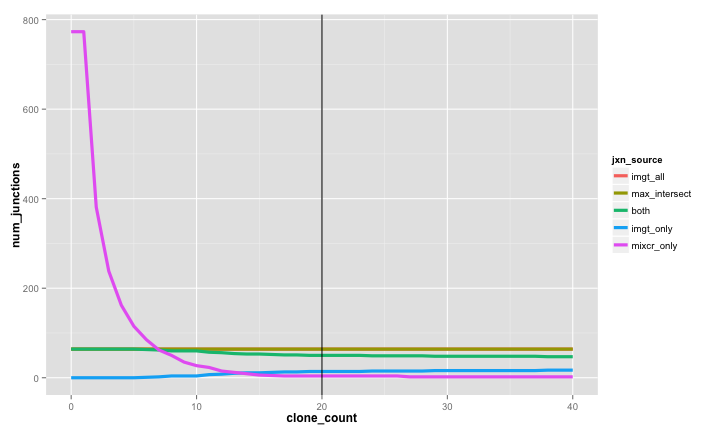 800
600
400
200
0
num_junctions
0 10 20 30 40
clone_count
jxn_source
imgt_all
max_intersect
both
imgt_only
mixcr_only